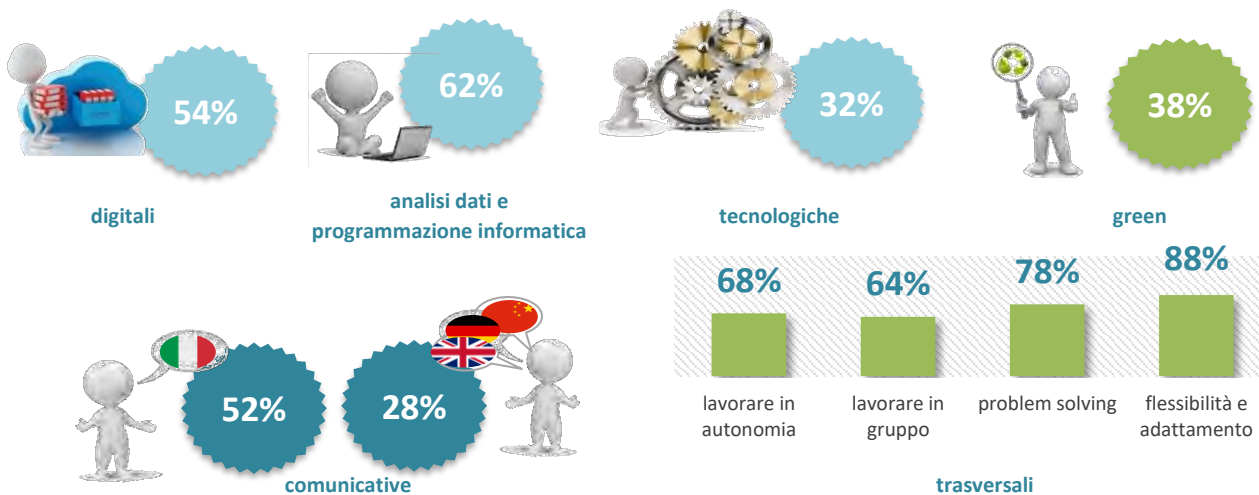 54%
62%
32%
38%
digitali
analisi dati e
programmazione informatica
tecnologiche
green
52%
28%
comunicative
68%
64%
78%
88%
lavorare in
autonomia
lavorare in
gruppo
problem solving
flessibilità e
adattamento
trasversali